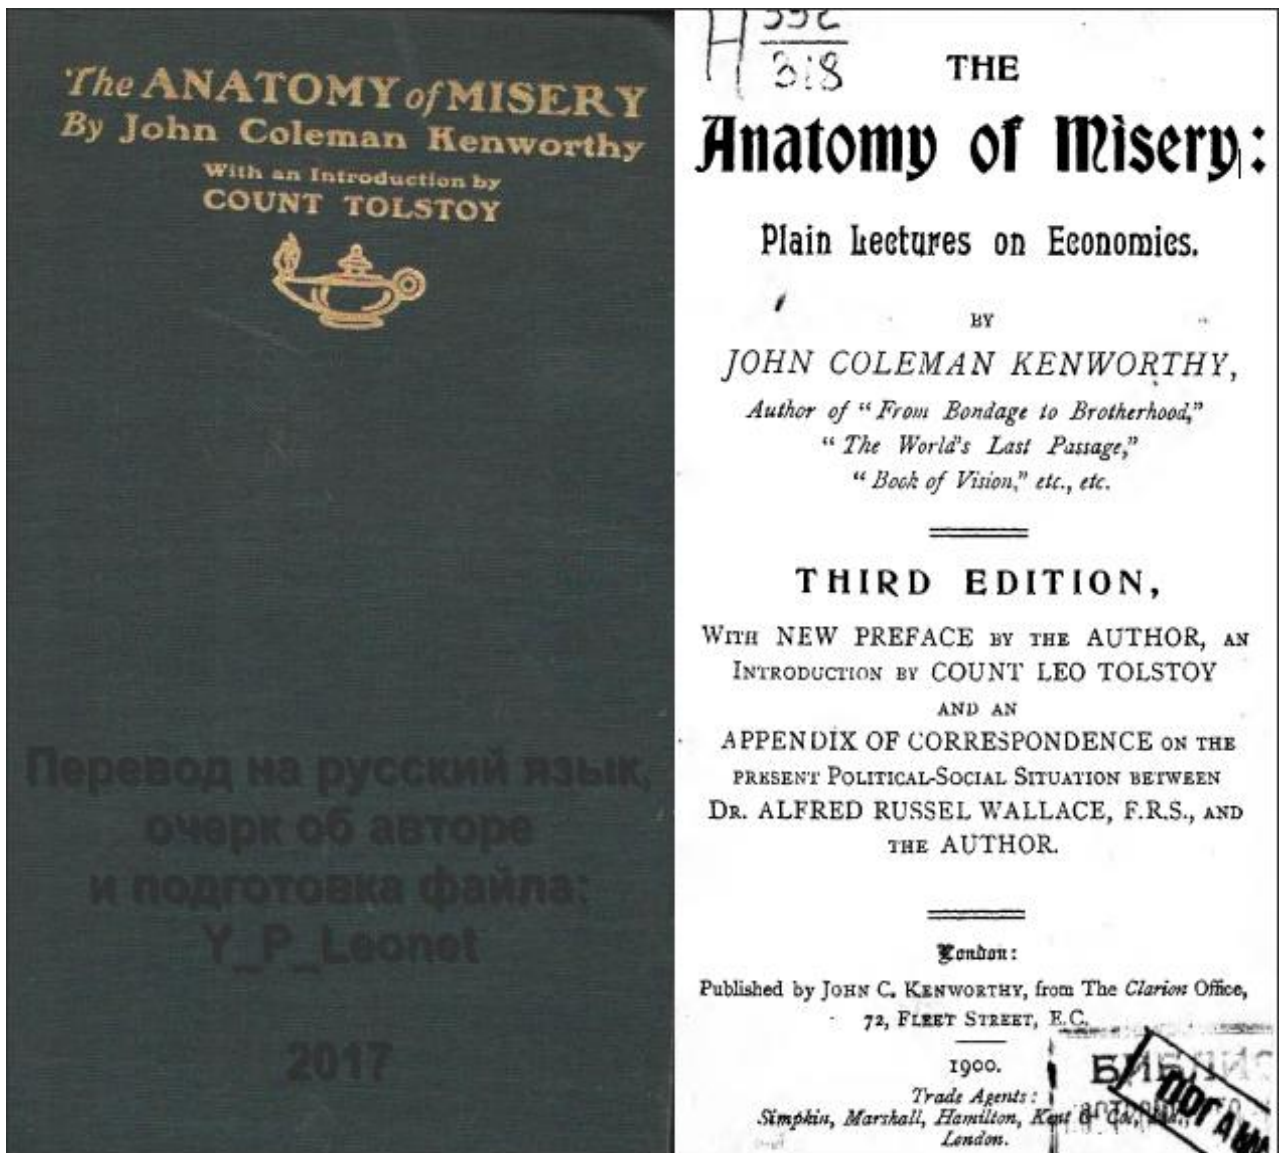 The ANATOMY of MISERY
By John Coleman Kenworthy
With an Introduction by
COUNT TOLSTOY
Перевод на русский язык,
очерк об авторе
и подготовка файла:
Y_P_Leonet
2017
THE
Anatomy of Misery:
Plain Lectures on Economics.
BY
JOHN COLEMAN KENWORTHY,
Author of “From Bondage to Brotherhood,”
“The World's Last Passage,”
“Book of Vision,” etc., etc.
THIRD EDITION,
WITH NEW PREFACE BY THE AUTHOR, AN
INTRODUCTION BY COUNT LEO TOLSTOY
AND AN
APPENDIX OF CORRESPONDENCE ON THE
PRESENT POLITICAL-SOCIAL SITUATION BETWEEN
DR. ALFRED RUSSEL WALLACE, F.R.S., AND
THE AUTHOR.
London:
Published by JOHN C. KENWORTHY, from The Clarion Office,
72, FLEET STREET, E.C.
1900.
Trade Agents:
Simpkin, Marshall, Hamilton, Kent & Co.,
London.